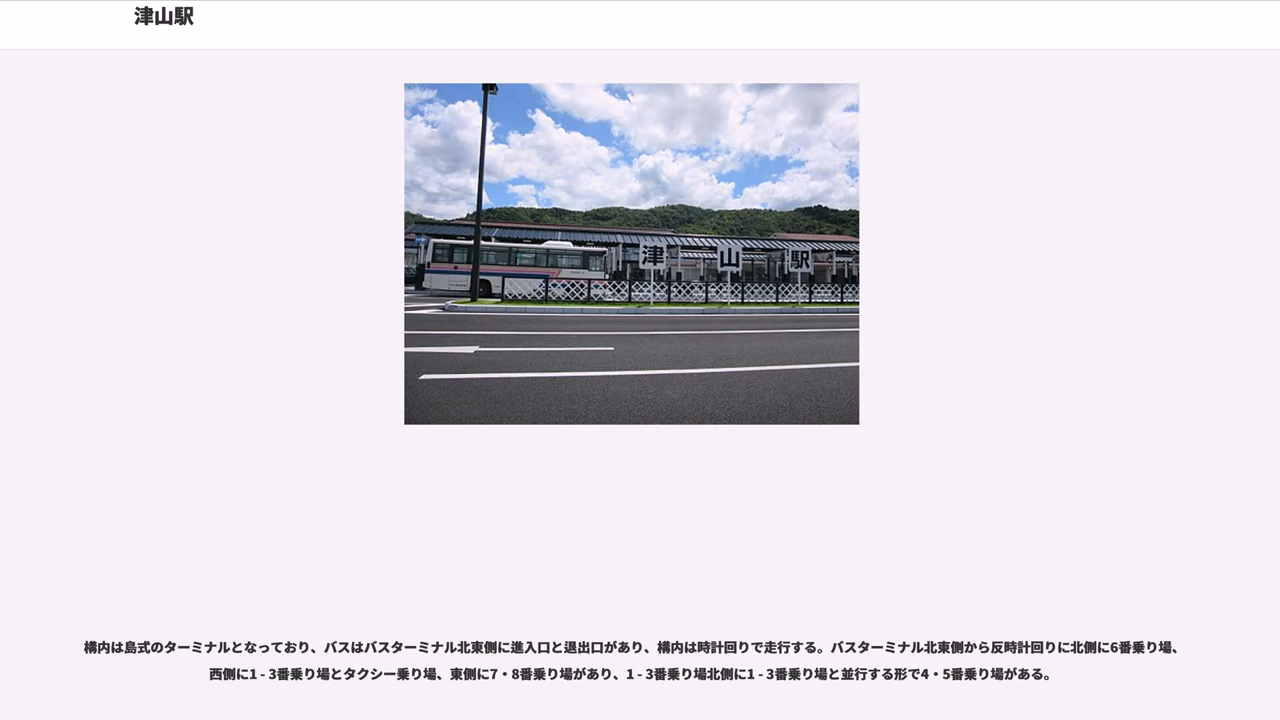 津山駅
津山駅
構内は島式のターミナルとなっており、バスはバスターミナル北東側に進入口と退出口があり、構内は時計回りで走行する。バスターミナル北東側から反時計回りに北側に6番乗り場、
西側に1 - 3番乗り場とタクシー乗り場、東側に7・8番乗り場があり、1 - 3番乗り場北側に1 - 3番乗り場と並行する形で4・5番乗り場がある。